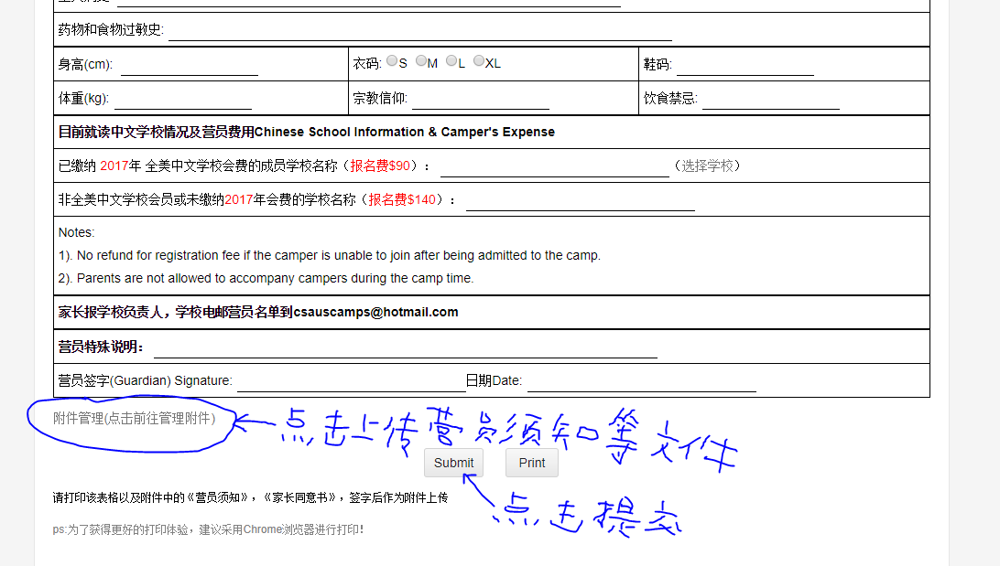 药物和食物过敏史:
身高(cm): 衣码: S M L XL 鞋码:
体重(kg): 宗教信仰: 饮食禁忌:
目前就读中文学校情况及营员费用Chinese School Information & Camper's Expense
已缴纳 2017年 全美中文学校会费的成员学校名称（报名费$90）： （选择学校）
非全美中文学校会员或未缴纳2017年会费的学校名称（报名费$140）：
Notes:
1). No refund for registration fee if the camper is unable to join after being admitted to the camp.
2). Parents are not allowed to accompany campers during the camp time.
家长报学校负责人，学校电邮营员名单到csauscamps@hotmail.com
营员特殊说明：
营员签字(Guardian) Signature: 日期Date:
附件管理(点击前往管理附件)
点击上传营员须知等文件
Submit Print
请打印该表格以及附件中的《营员须知》，《家长同意书》，签字后作为附件上传
点击提交
ps:为了获得更好的打印体验，建议采用Chrome浏览器进行打印！